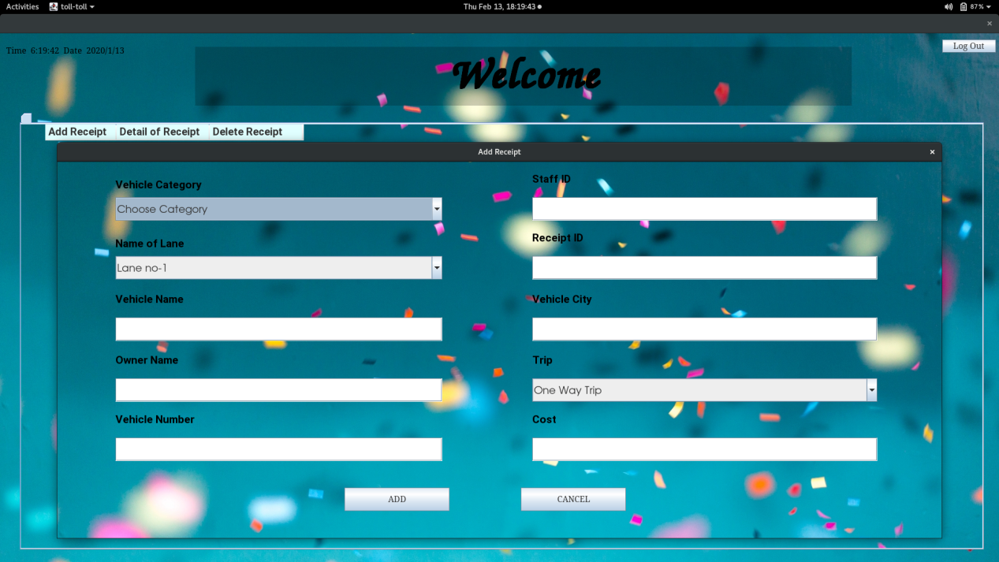 Activities toll-toll Thu Feb 13, 18:19:43 87%
Time 6:19:42 Date 2020/1/13
Log Out
Welcome
Add Receipt Detail of Receipt Delete Receipt
Add Receipt
Vehicle Category
Choose Category
Name of Lane
Lane no-1
Vehicle Name
Owner Name
Vehicle Number
Staff ID
Receipt ID
Vehicle City
Trip
One Way Trip
Cost
ADD
CANCEL